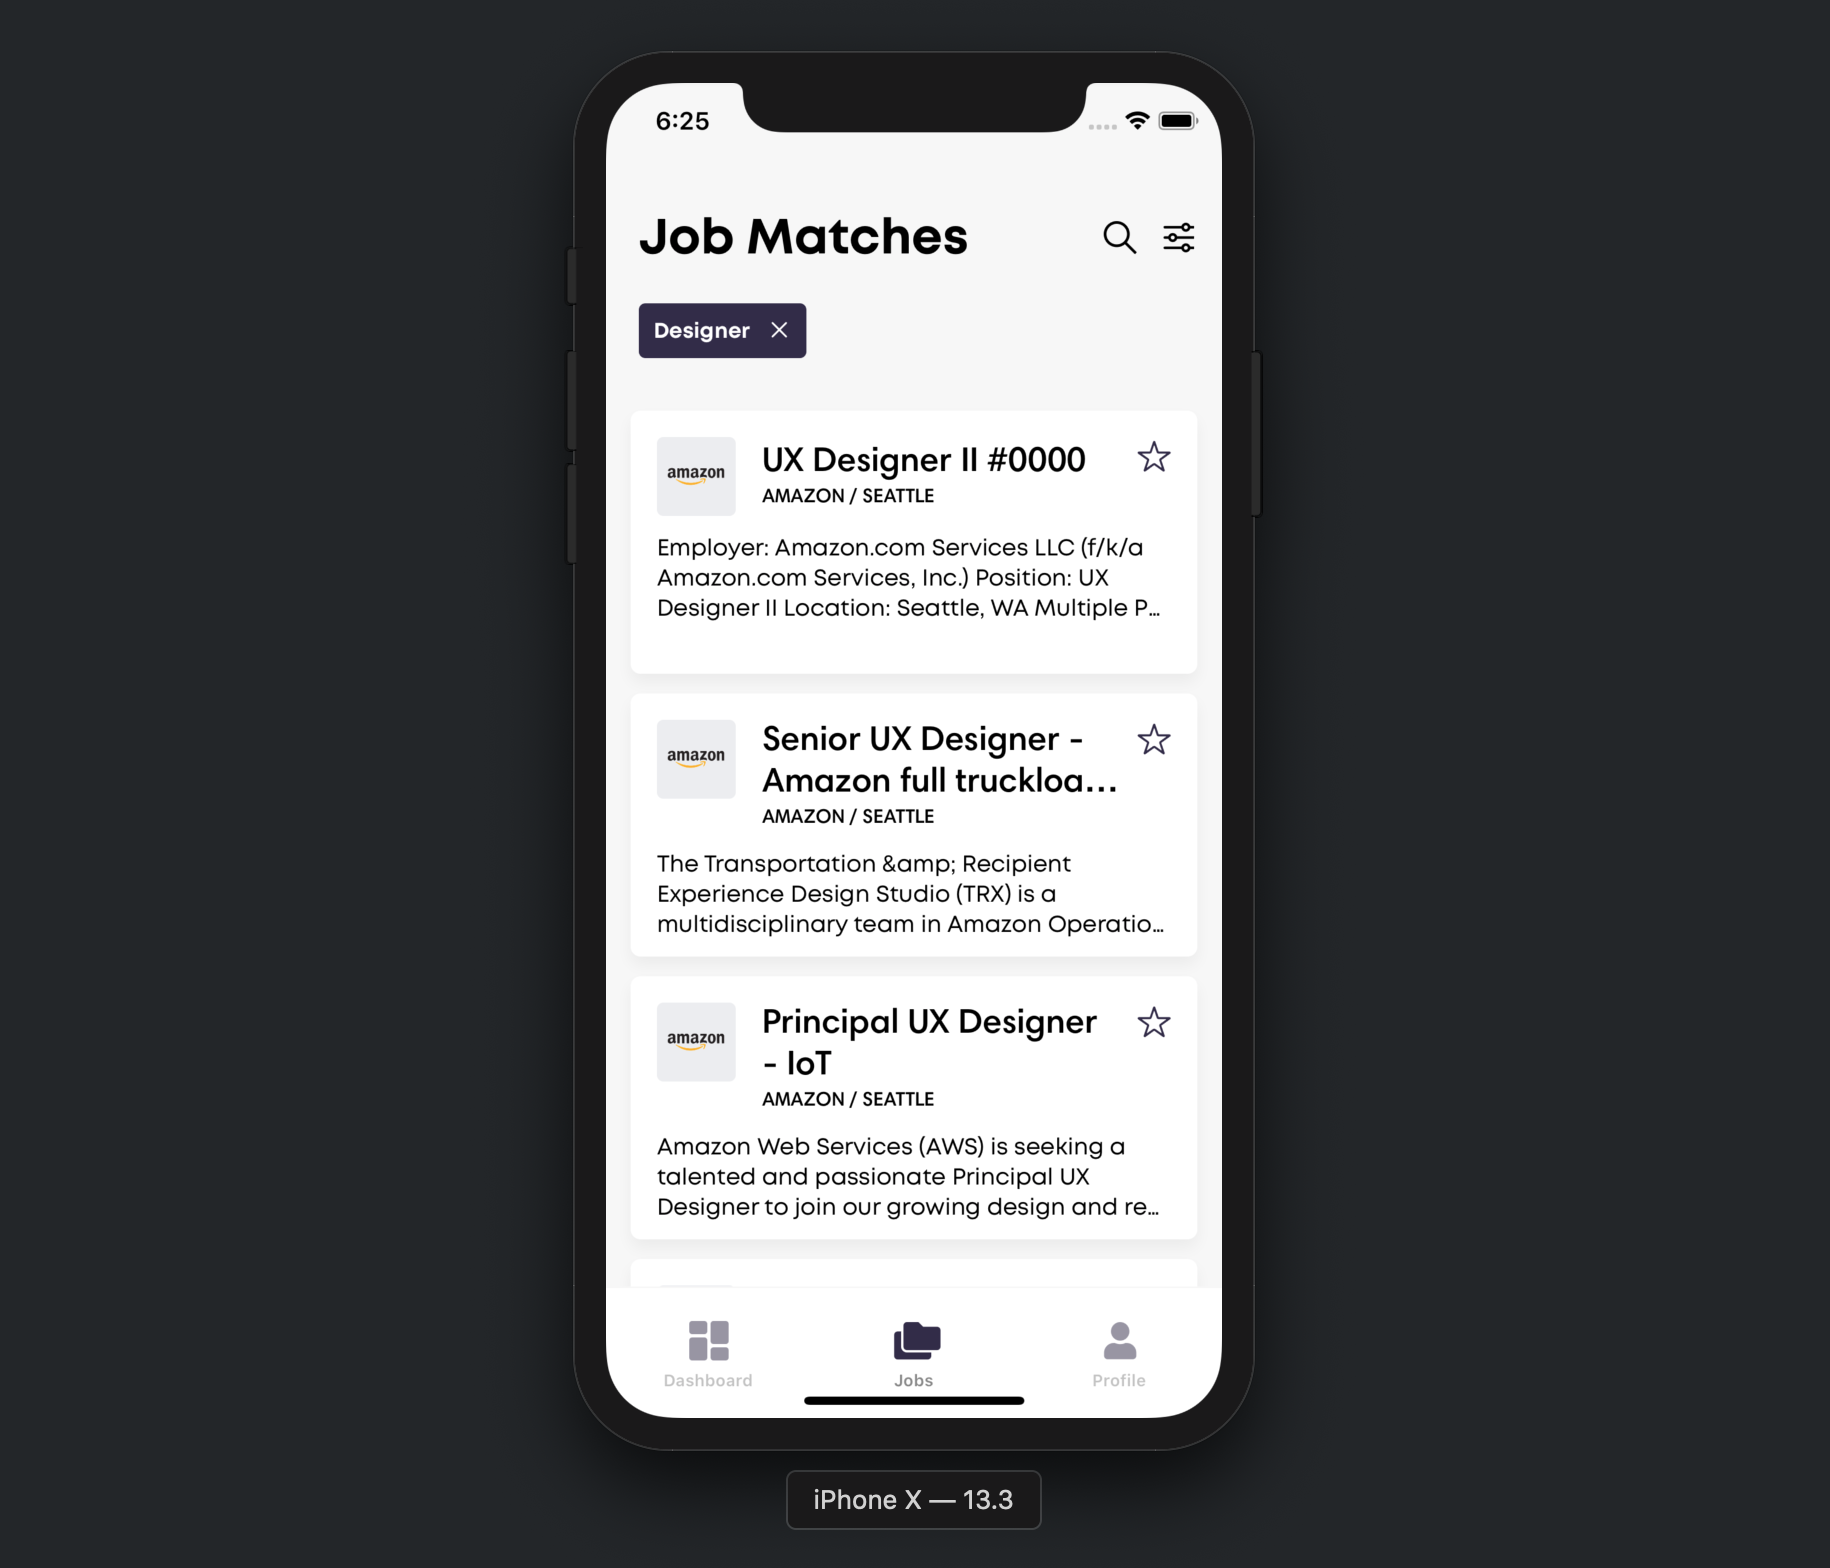 6:25
Job Matches
Designer
amazon
UX Designer II #0000
AMAZON / SEATTLE
Employer: Amazon.com Services LLC (f/k/a
Amazon.com Services, Inc.) Position: UX
Designer II Location: Seattle, WA Multiple P...
amazon
Senior UX Designer -
Amazon full truckloa...
AMAZON / SEATTLE
The Transportation &amp; Recipient
Experience Design Studio (TRX) is a
multidisciplinary team in Amazon Operatio...
amazon
Principal UX Designer
- IoT
AMAZON / SEATTLE
Amazon Web Services (AWS) is seeking a
talented and passionate Principal UX
Designer to join our growing design and re...
Dashboard
Jobs
Profile
iPhone X — 13.3